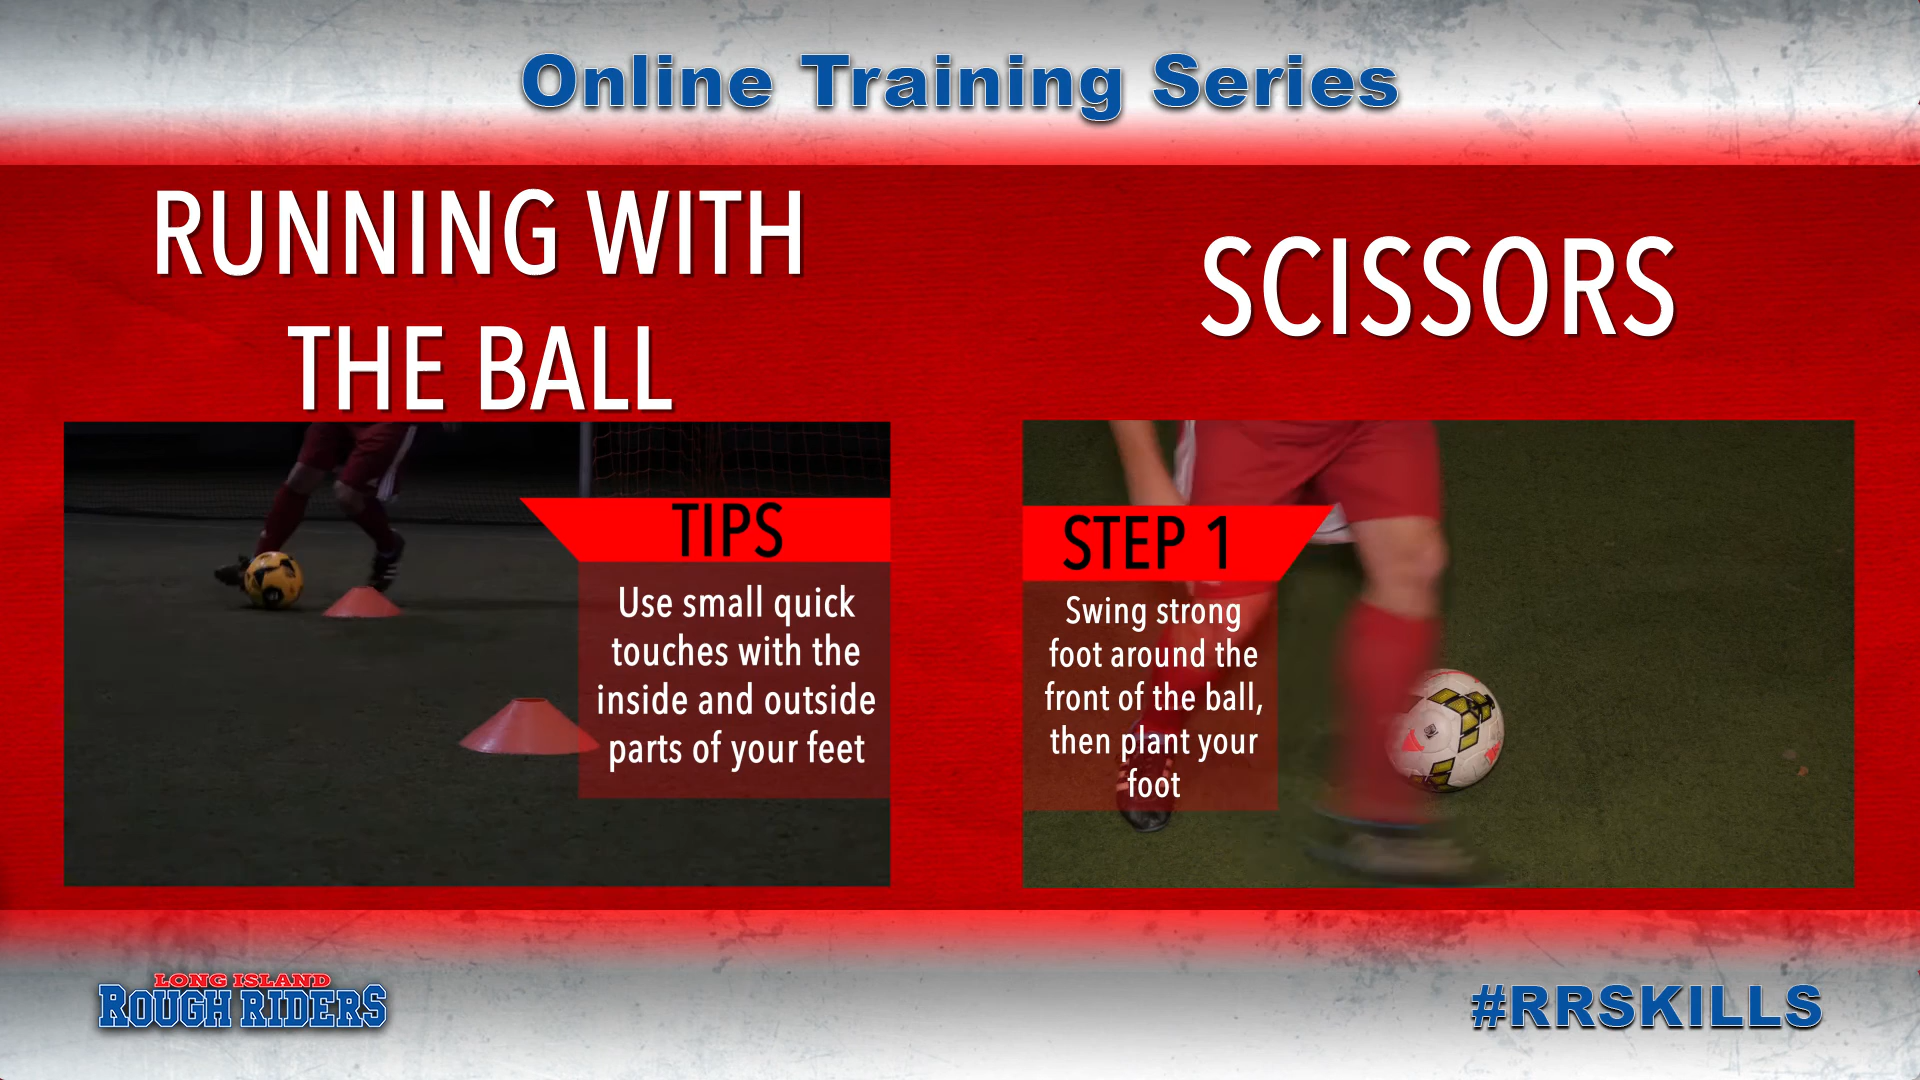 Online Training Series
RUNNING WITH
THE BALL
TIPS
Use small quick
touches with the
inside and outside
parts of your feet
SCISSORS
STEP 1
Swing strong
foot around the
front of the ball,
then plant your
foot
LONG ISLAND
ROUGH RIDERS
#RRSKILLS